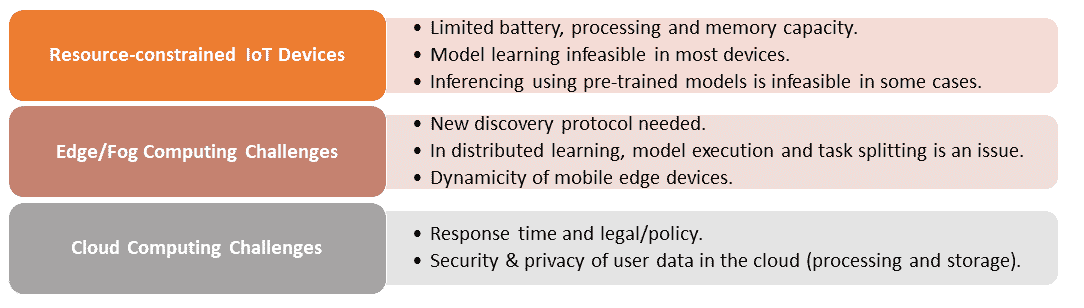 Resource-constrained IoT Devices
• Limited battery, processing and memory capacity.
• Model learning infeasible in most devices.
• Inferencing using pre-trained models is infeasible in some cases.
Edge/Fog Computing Challenges
• New discovery protocol needed.
• In distributed learning, model execution and task splitting is an issue.
• Dynamicity of mobile edge devices.
Cloud Computing Challenges
• Response time and legal/policy.
• Security & privacy of user data in the cloud (processing and storage).